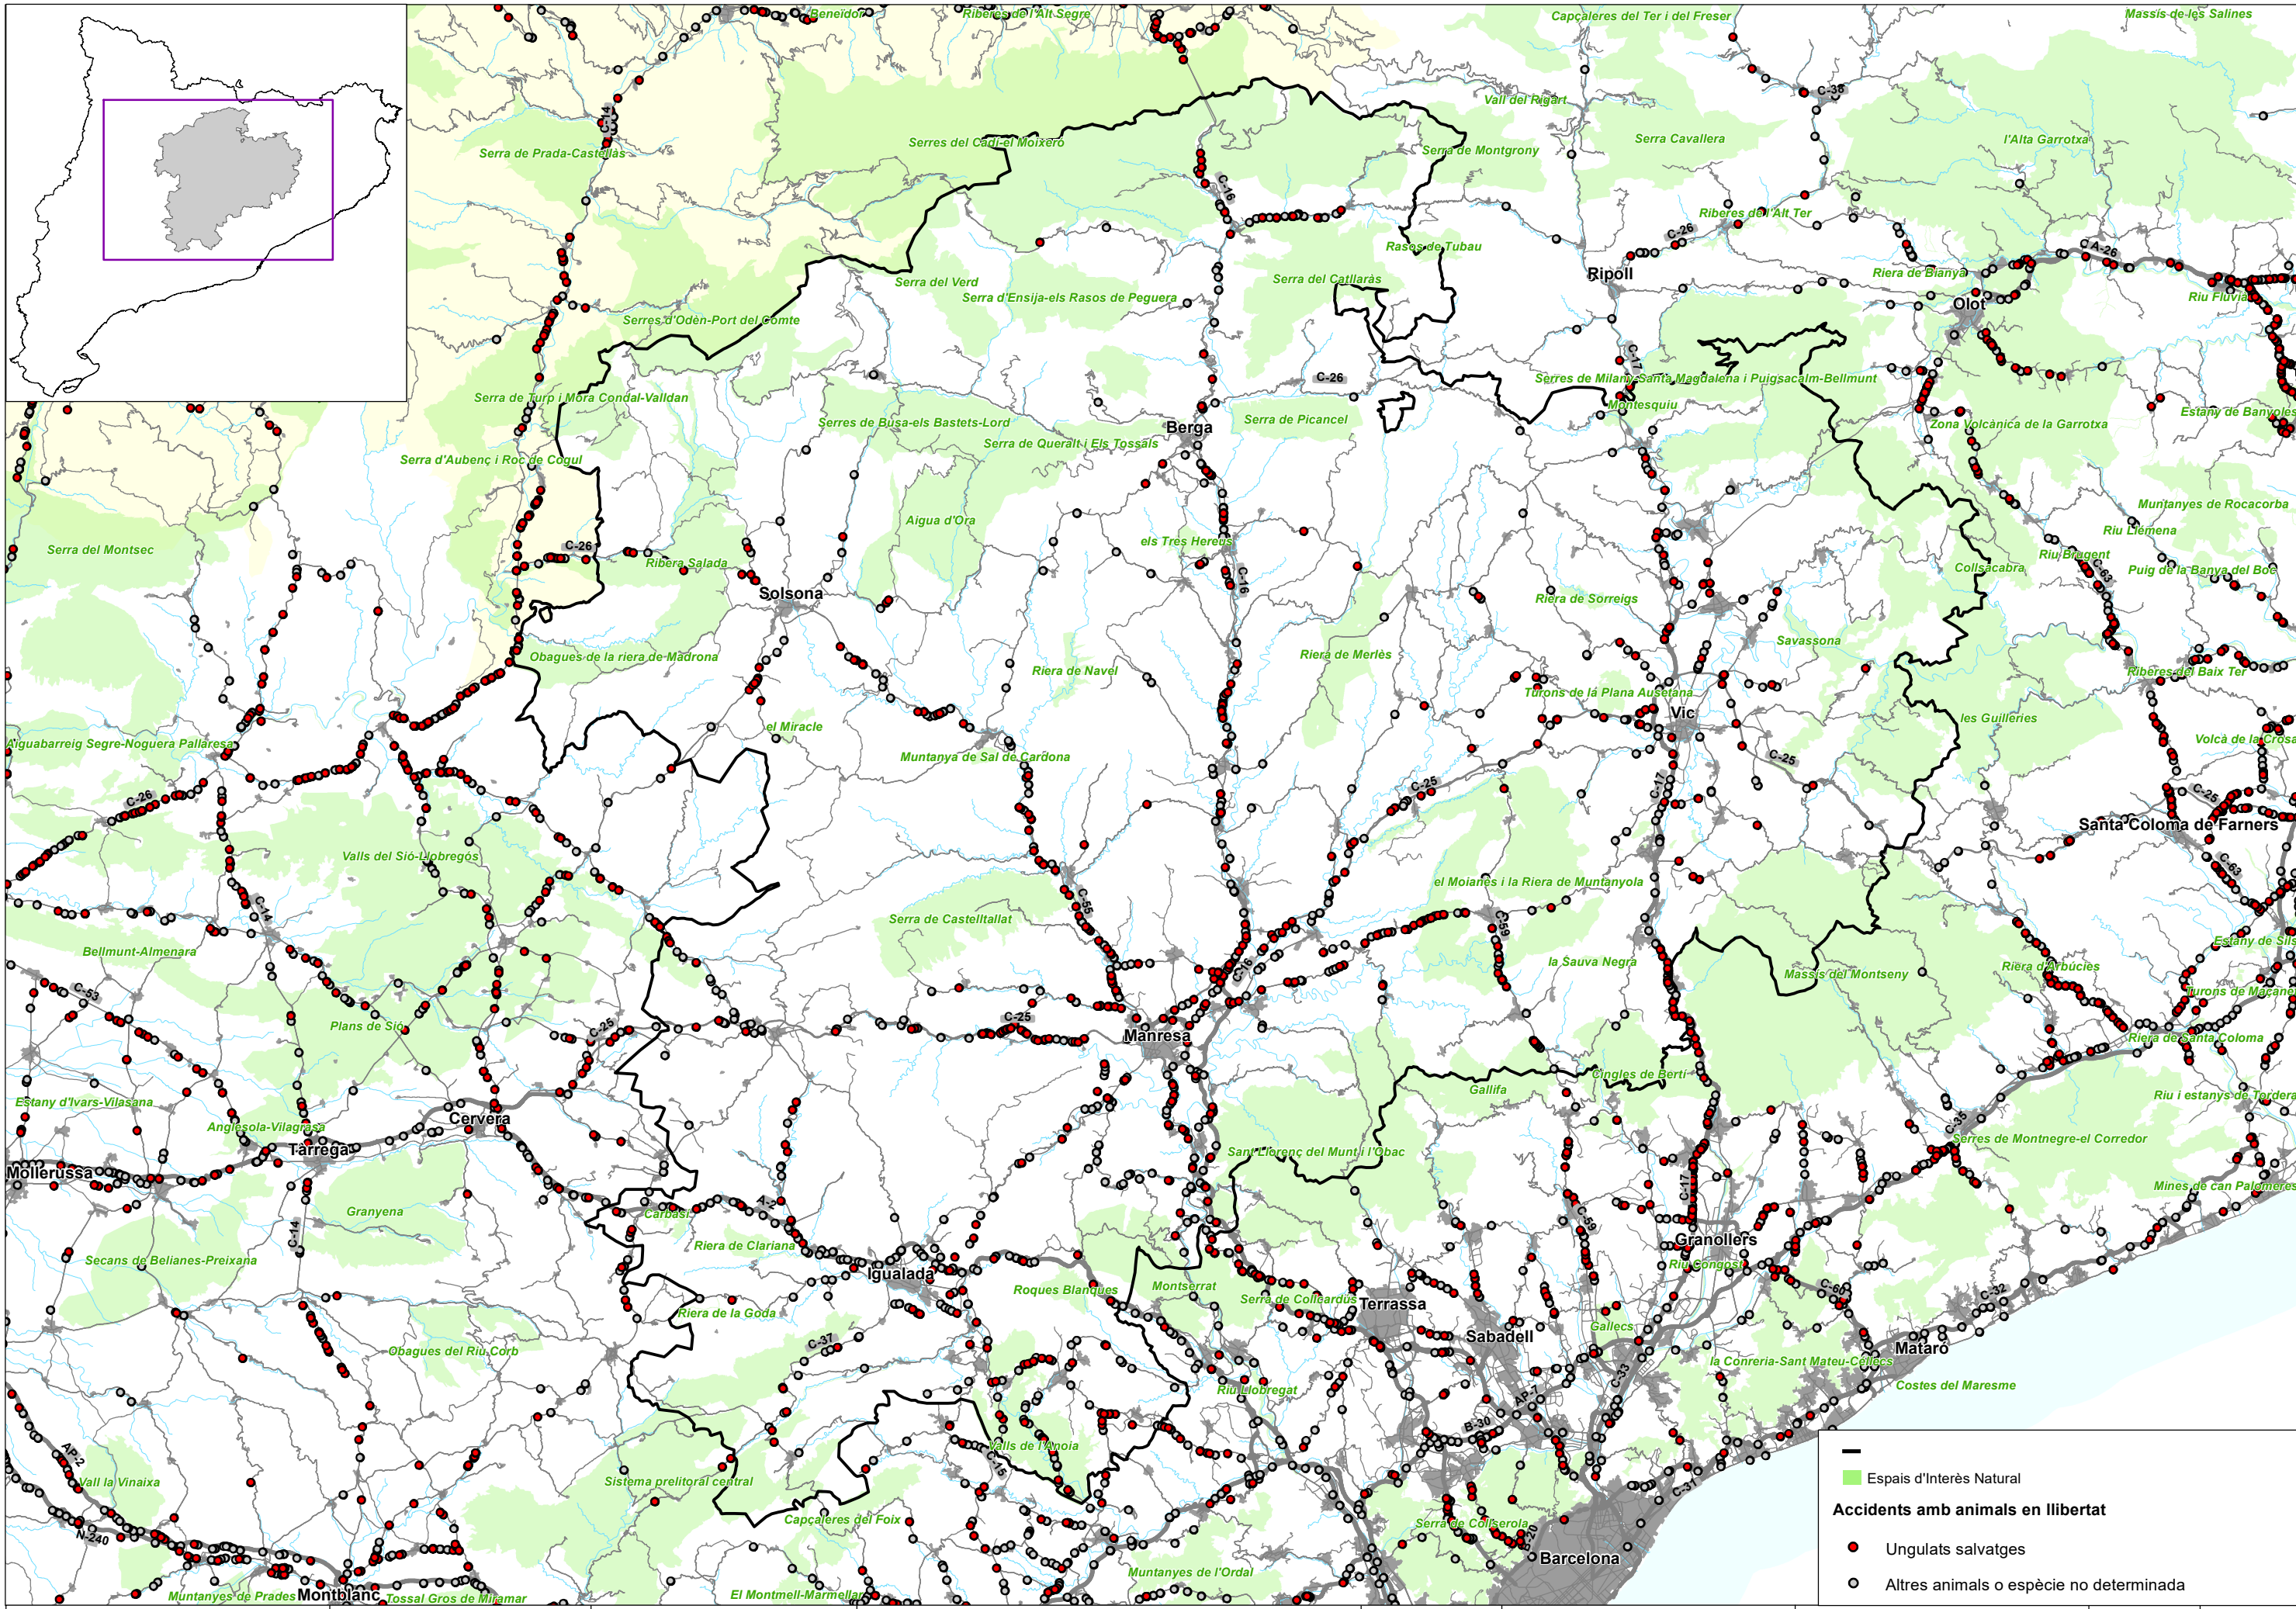 Beneïdor
Riberes de l'Alt Segre
Capçaleres del Ter i del Freser
Massís de les Salines
C-38
Vall del Rigart
C-14
Serra de Prada-Castellàs
Serres del Cadí-el Moixeró
Serra de Montgrony
Serra Cavallera
l'Alta Garrotxa
C-16
Riberes de l'Alt Ter
C-26
Rasos de Tubau
A-26
Ripoll
Riera de Bianya
Serra del Verd
Serra d'Ensija-els Rasos de Peguera
Serra del Catllaràs
Olot
Riu Fluvià
Serres d'Odèn-Port del Comte
C-17
C-26
Serres de Milany-Santa Magdalena i Puigsacalm-Bellmunt
Serra de Turp i Mora Condal-Valldan
Montesquiu
Estany de Banyoles
Serres de Busa-els Bastets-Lord
Berga
Serra de Picancel
Zona Volcànica de la Garrotxa
Serra de Queralt i Els Tossals
Serra d'Aubenç i Roc de Cogul
Muntanyes de Rocacorba
Aigua d'Ora
Riu Llémena
els Tres Hereus
Serra del Montsec
C-26
Ribera Salada
Riu Brugent
Collsacabra
Puig de la Banya del Boc
C-63
C-16
Solsona
Riera de Sorreigs
Savassona
Obagues de la riera de Madrona
Riera de Navel
Riera de Merlès
Riberes del Baix Ter
Turons de la Plana Ausetana
Vic
les Guilleries
el Miracle
Aiguabarreig Segre-Noguera Pallaresa
Volcà de la Crosa
Muntanya de Sal de Cardona
C-25
C-25
C-17
C-26
C-25
Santa Coloma de Farners
Valls del Sió-Llobregós
C-63
el Moianès i la Riera de Muntanyola
C-14
C-55
Serra de Castelltallat
C-59
Bellmunt-Almenara
la Sauva Negra
Estany de Sils
C-16
Massís del Montseny
Riera d'Arbúcies
C-53
Turons de Maçanet
Plans de Sió
C-25
C-25
Manresa
Riera de Santa Coloma
Cingles de Bertí
Gallifa
Estany d'Ivars-Vilasana
Riu i estanys de Tordera
Cervera
Anglesola-Vilagrasa
C-35
Tàrrega
Serres de Montnegre-el Corredor
Sant Llorenç del Munt i l'Obac
Mollerussa
C-17
Mines de can Palomeres
A-2
Granyena
Carbasí
C-59
C-14
Riera de Clariana
Granollers
Secans de Belianes-Preixana
Riu Congost
Igualada
Roques Blanques
Montserrat
C-60
C-32
Serra de Collcardús
Terrassa
Riera de la Goda
Gallecs
Sabadell
C-37
Mataró
Obagues del Riu Corb
la Conreria-Sant Mateu-Céllecs
C-33
Costes del Maresme
Riu Llobregat
AP-7
B-30
Valls de l'Anoia
AP-2
C-15
Vall la Vinaixa
Sistema prelitoral central
Espais d'Interès Natural
C-31
Accidents amb animals en llibertat
Capçaleres del Foix
Serra de Collserola
N-240
B-20
Ungulats salvatges
Barcelona
Muntanyes de l'Ordal
Altres animals o espècie no determinada
Muntanyes de Prades
Montblanc
Tossal Gros de Miramar
El Montmell-Marmellar